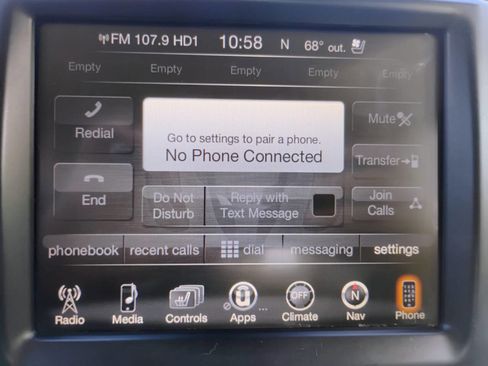 FM 107.9 HD1 10:58 N 68° out.
Empty Empty Empty Empty Empty
Redial
Go to settings to pair a phone.
No Phone Connected
Mute
Transfer
End
Do Not
Disturb
Reply with
Text Message
Join
Calls
phonebook recent calls dial messaging settings
OFF N
Radio Media Controls Apps Climate Nav Phone